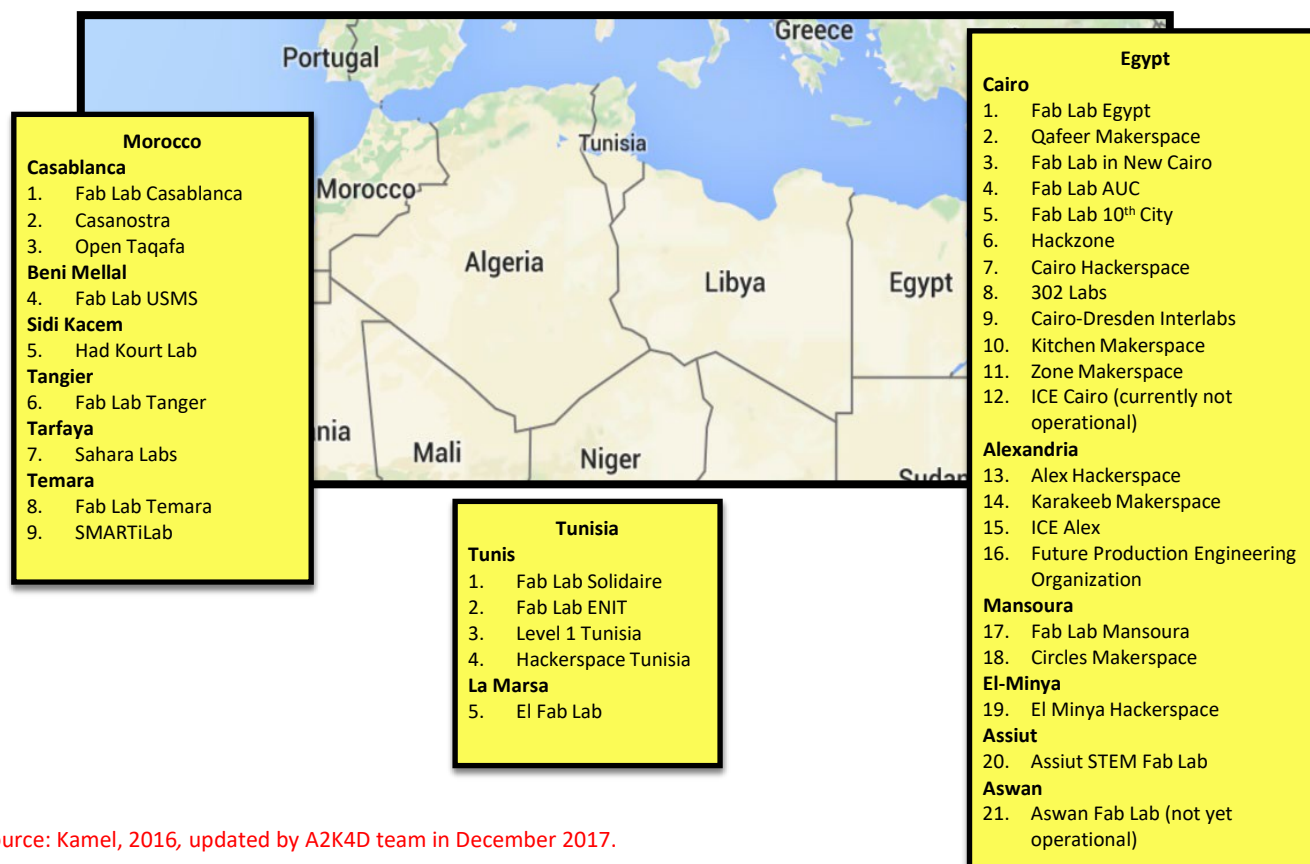 Portugal
Greece
Tunisia
Morocco
Algeria
Libya
Egypt
Mali
Niger
Morocco
Casablanca
1. Fab Lab Casablanca
2. Casanostra
3. Open Taqafa
Beni Mellal
4. Fab Lab USMS
Sidi Kacem
5. Had Kourt Lab
Tangier
6. Fab Lab Tanger
Tarfaya
7. Sahara Labs
Temara
8. Fab Lab Temara
9. SMARTiLab
Tunisia
Tunis
1. Fab Lab Solidaire
2. Fab Lab ENIT
3. Level 1 Tunisia
4. Hackerspace Tunisia
La Marsa
5. El Fab Lab
Egypt
Cairo
1. Fab Lab Egypt
2. Qafeer Makerspace
3. Fab Lab in New Cairo
4. Fab Lab AUC
5. Fab Lab 10th City
6. Hackzone
7. Cairo Hackerspace
8. 302 Labs
9. Cairo-Dresden Interlabs
10. Kitchen Makerspace
11. Zone Makerspace
12. ICE Cairo (currently not
operational)
Alexandria
13. Alex Hackerspace
14. Karakeeb Makerspace
15. ICE Alex
16. Future Production Engineering
Organization
Mansoura
17. Fab Lab Mansoura
18. Circles Makerspace
El-Minya
19. El Minya Hackerspace
Assiut
20. Assiut STEM Fab Lab
Aswan
21. Aswan Fab Lab (not yet
operational)
urce: Kamel, 2016, updated by A2K4D team in December 2017.